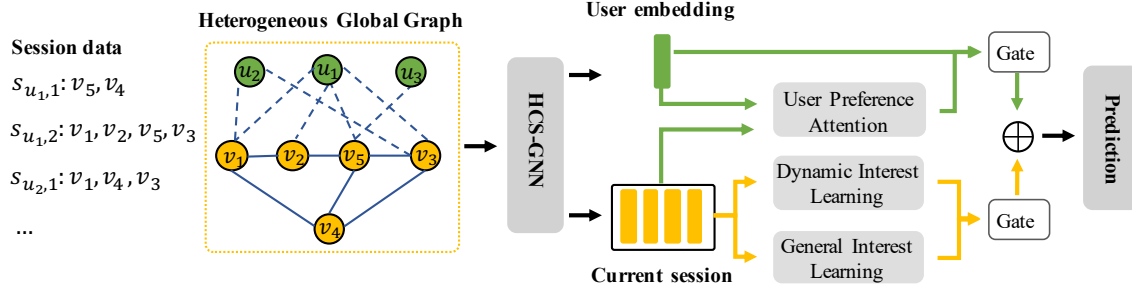 Heterogeneous Global Graph
User embedding
Session data
s_{u_1,1}: v_5, v_4
s_{u_1,2}: v_1, v_2, v_5, v_3
s_{u_2,1}: v_1, v_4, v_3
...
u_2
u_1
u_3
v_1
v_2
v_5
v_3
v_4
HCS-GNN
User Preference
Attention
Dynamic Interest
Learning
General Interest
Learning
Current session
Gate
Gate
Prediction